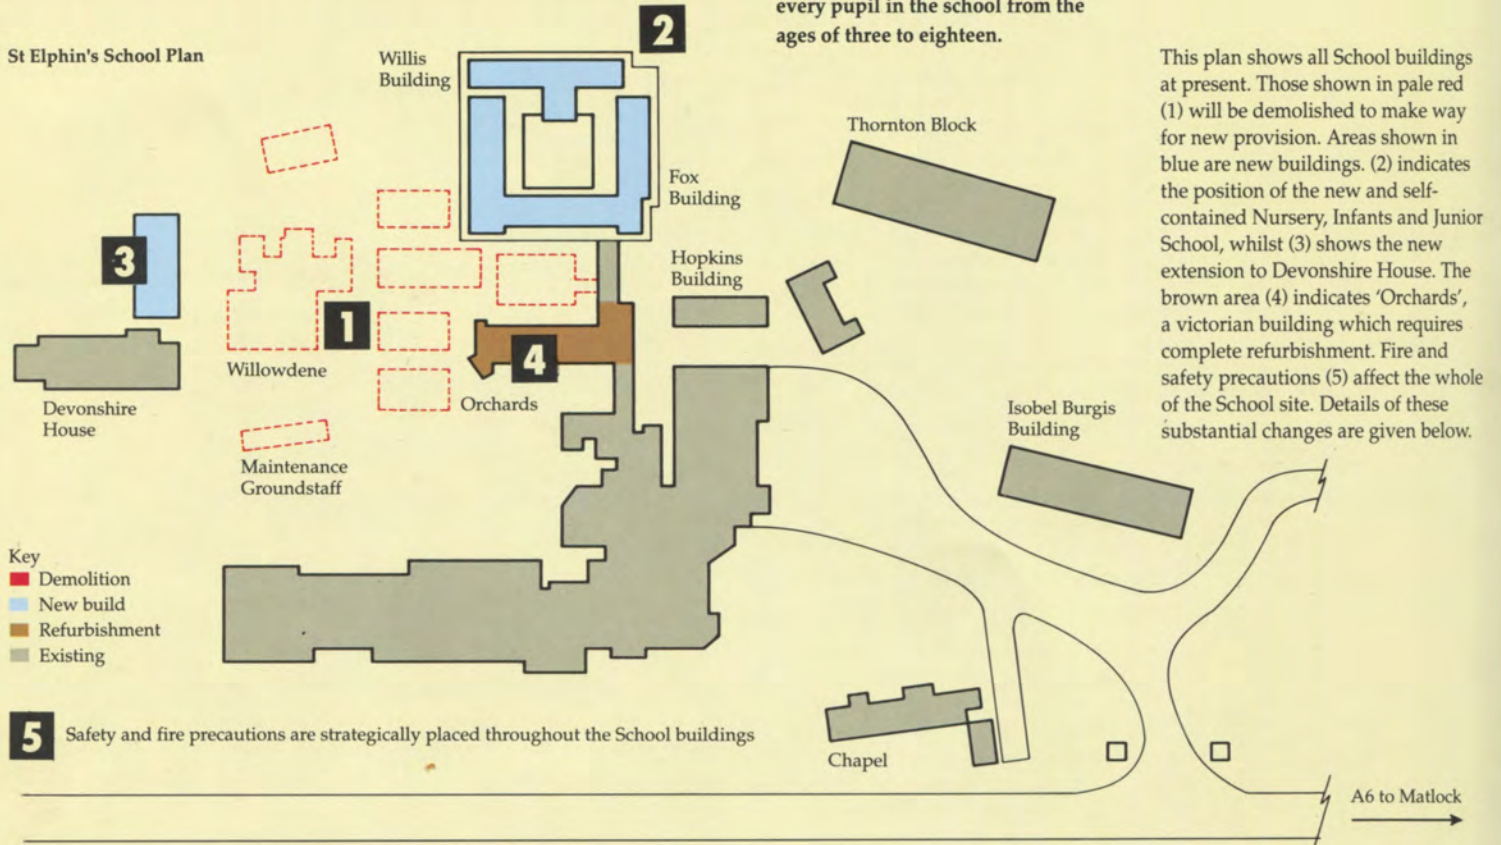 every pupil in the school from the
ages of three to eighteen.
St Elphin's School Plan
2
Willis
Building
Fox
Building
Thornton Block
Hopkins
Building
3
1
4
Willowdene
Orchards
Devonshire
House
Maintenance
Groundstaff
Isobel Burgis
Building
This plan shows all School buildings
at present. Those shown in pale red
(1) will be demolished to make way
for new provision. Areas shown in
blue are new buildings. (2) indicates
the position of the new and self-
contained Nursery, Infants and Junior
School, whilst (3) shows the new
extension to Devonshire House. The
brown area (4) indicates ‘Orchards’,
a victorian building which requires
complete refurbishment. Fire and
safety precautions (5) affect the whole
of the School site. Details of these
substantial changes are given below.
Key
Demolition
New build
Refurbishment
Existing
5
Safety and fire precautions are strategically placed throughout the School buildings
Chapel
A6 to Matlock